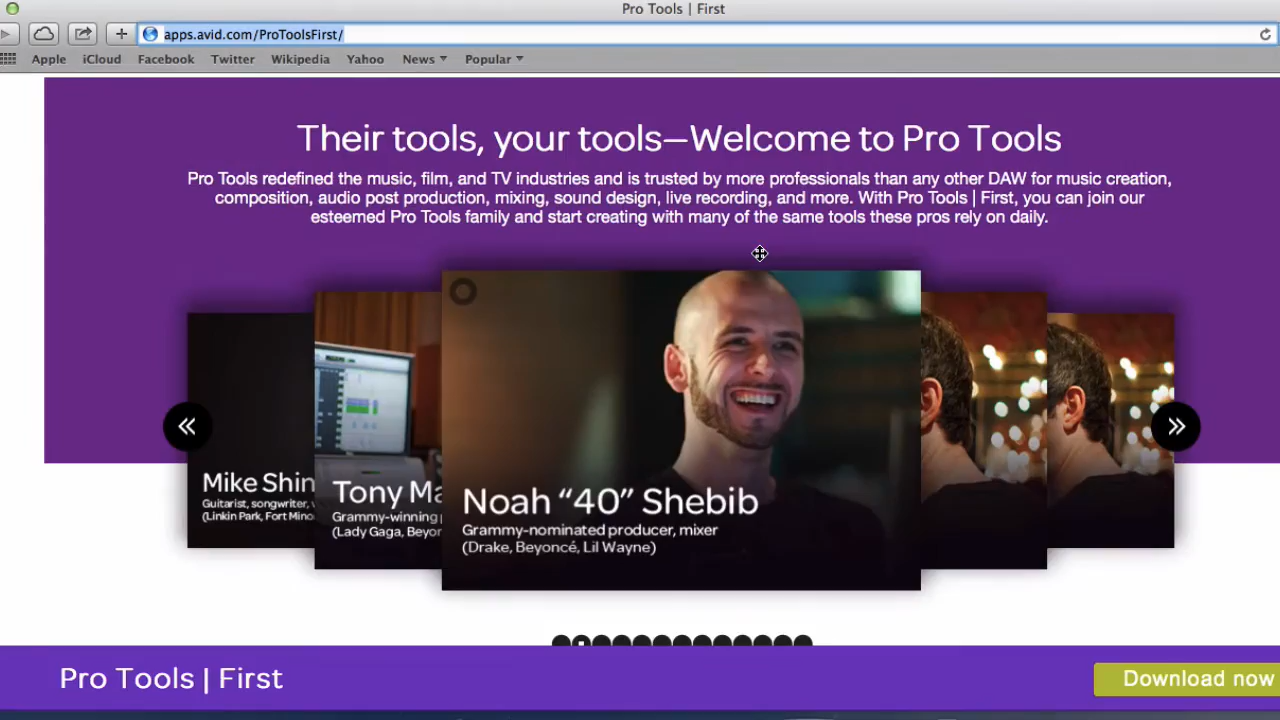 Pro Tools | First
apps.avid.com/ProToolsFirst/
Apple iCloud Facebook Twitter Wikipedia Yahoo News Popular
Their tools, your tools—Welcome to Pro Tools
Pro Tools redefined the music, film, and TV industries and is trusted by more professionals than any other DAW for music creation,
composition, audio post production, mixing, sound design, live recording, and more. With Pro Tools | First, you can join our
esteemed Pro Tools family and start creating with many of the same tools these pros rely on daily.
Mike Shin
Guitarist, songwriter,
(Linkin Park, Fort Mino
Tony Ma
Grammy-winning
(Lady Gaga, Beyon
Noah “40” Shebib
Grammy-nominated producer, mixer
(Drake, Beyoncé, Lil Wayne)
Pro Tools | First
Download now